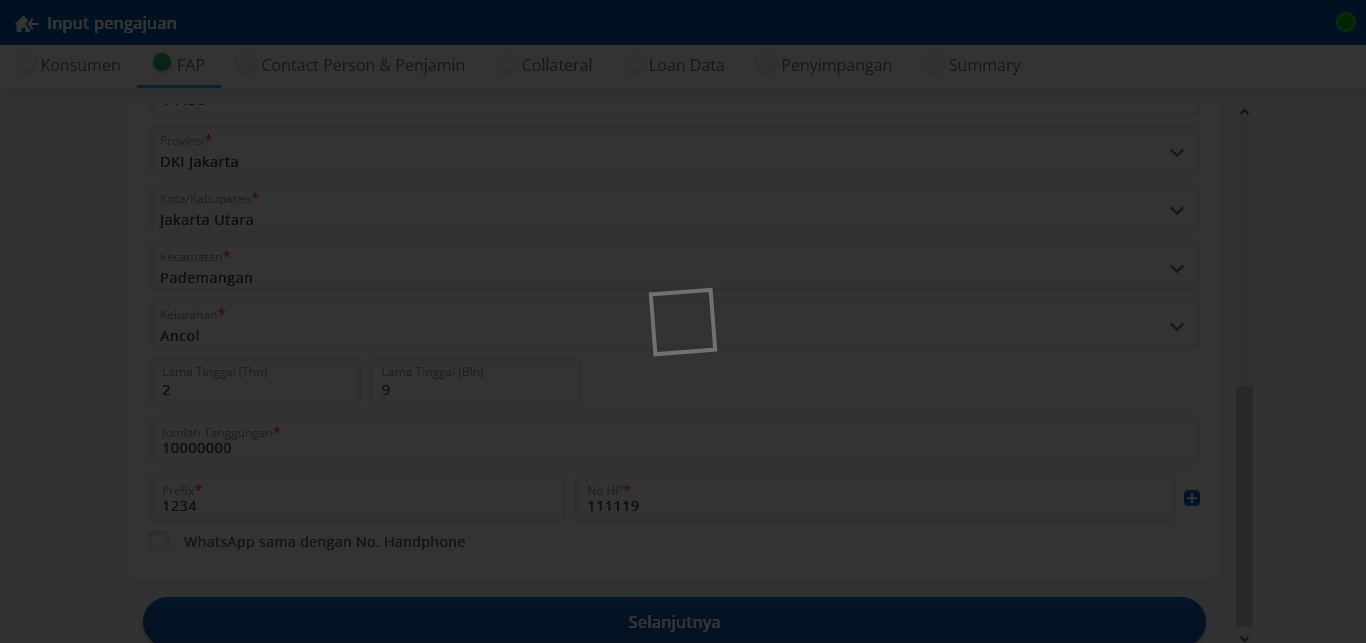 Input pengajuan
Konsumen FAP Contact Person & Penjamin Collateral Loan Data Penyimpangan Summary
Provinsi*
DKI Jakarta
Kota/Kabupaten*
Jakarta Utara
Kecamatan*
Pademangan
Kelurahan*
Ancol
Lama Tinggal (Thn) Lama Tinggal (Bln)
2 9
Jumlah Tanggungan*
10000000
Prefix* No HP*
1234 111119
WhatsApp sama dengan No. Handphone
Selanjutnya